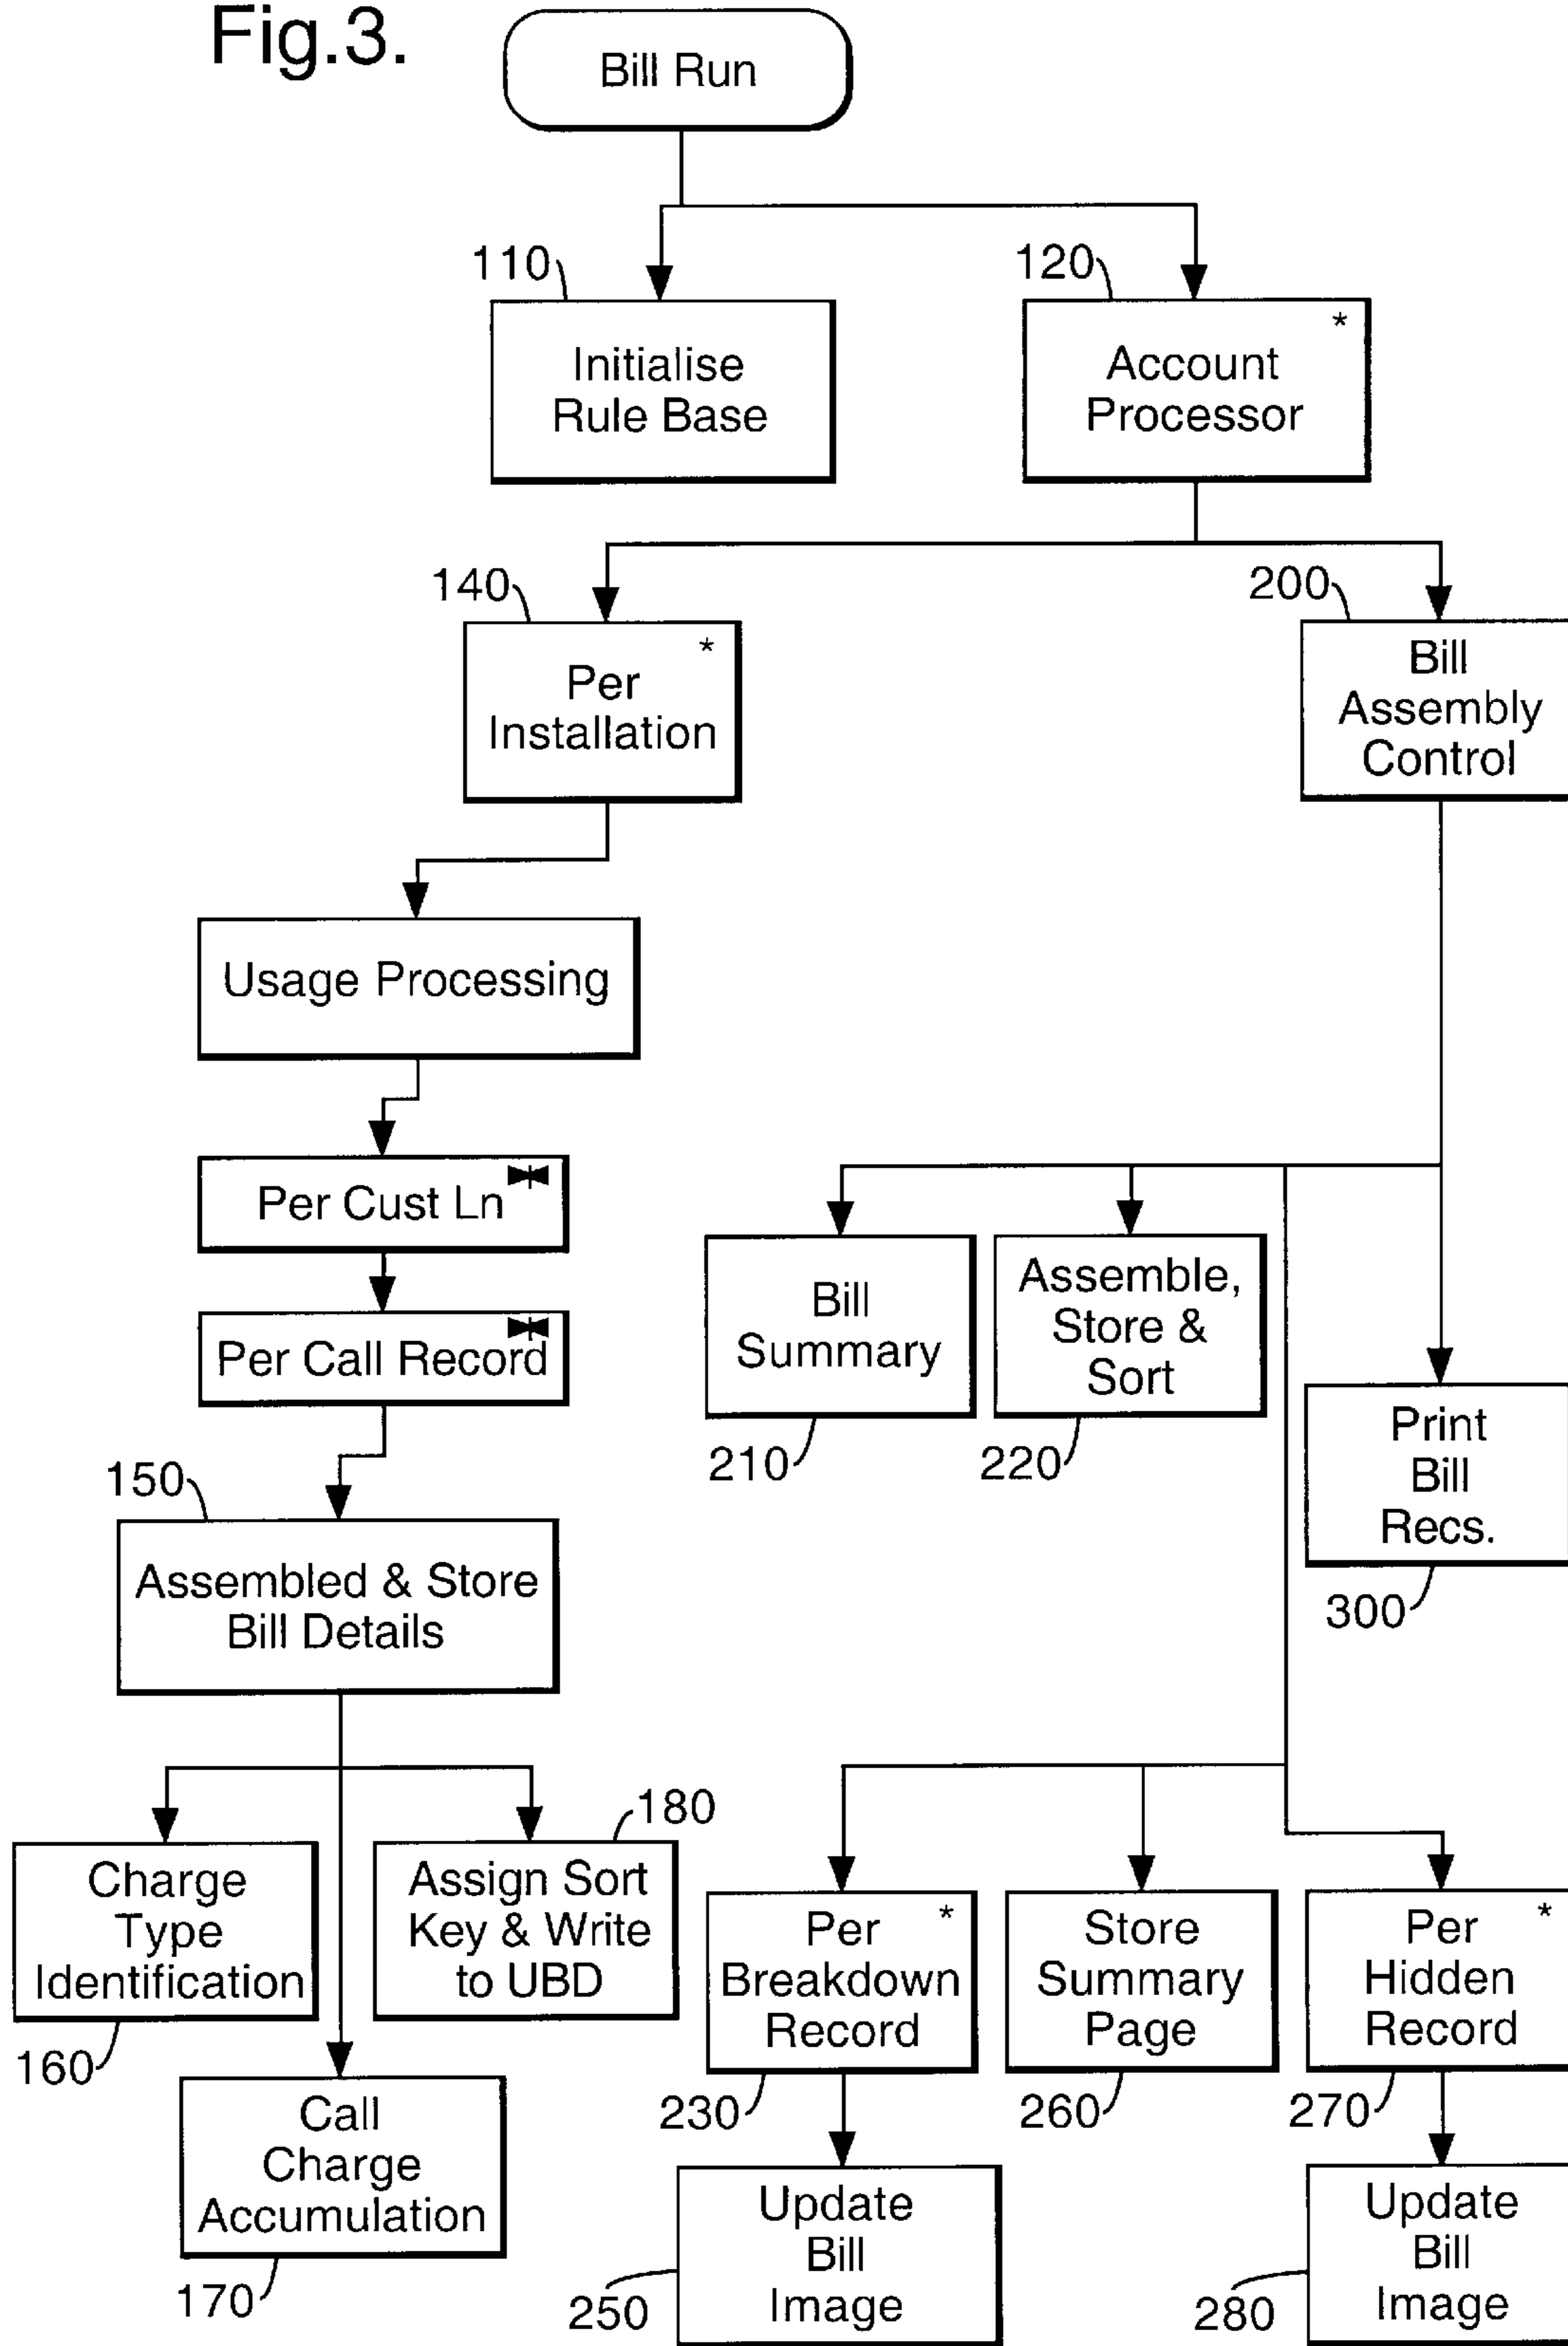 Fig.3.
Bill Run
110
120
Initialise
Rule Base
*
Account
Processor
140
200
*
Per
Installation
Bill
Assembly
Control
Usage Processing
Per Cust Ln
Per Call Record
Bill
Summary
210
Assemble,
Store &
Sort
220
Print
Bill
Recs.
300
150
Assembled & Store
Bill Details
180
Charge
Type
Identification
160
Assign Sort
Key & Write
to UBD
Call
Charge
Accumulation
170
*
Per
Breakdown
Record
230
Store
Summary
Page
260
*
Per
Hidden
Record
270
Update
Bill
Image
250
Update
Bill
Image
280